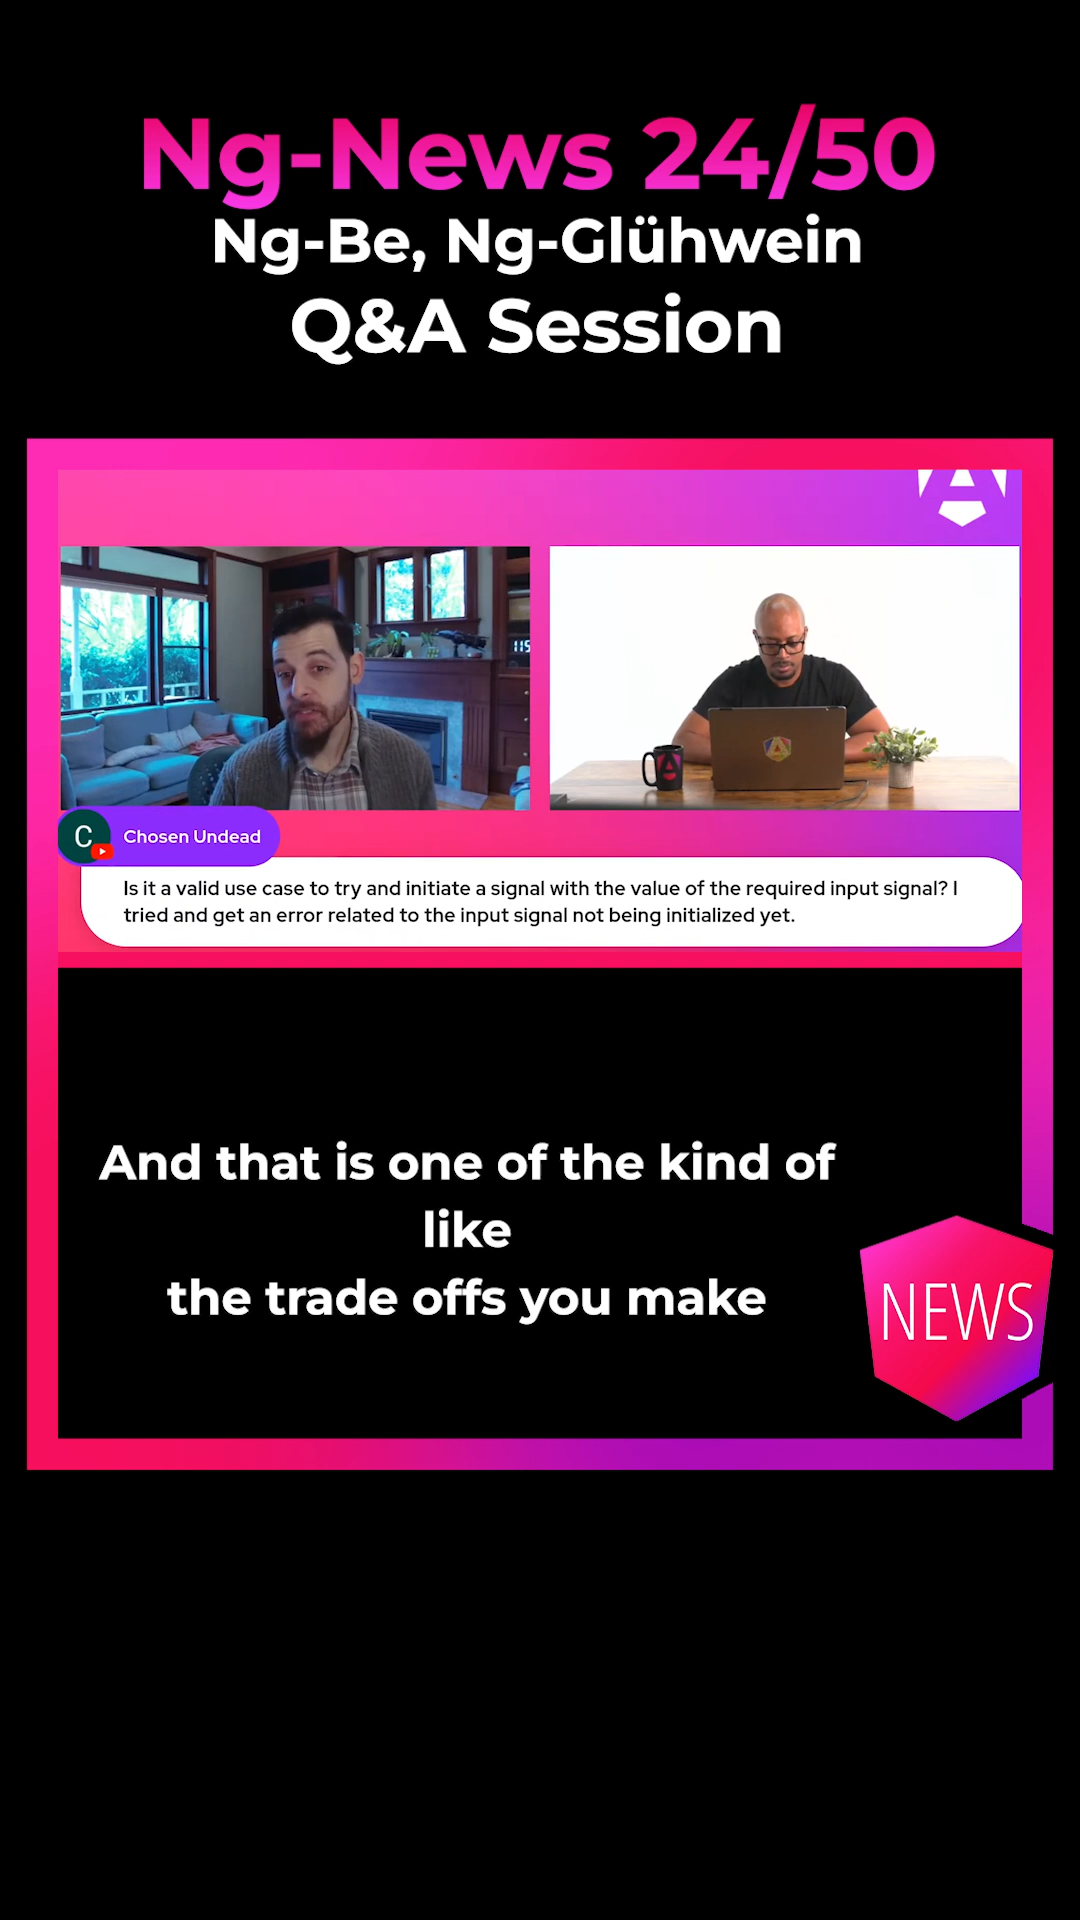 Ng-News 24/50
Ng-Be, Ng-Glühwein
Q&A Session
115
C
Chosen Undead
Is it a valid use case to try and initiate a signal with the value of the required input signal? I
tried and get an error related to the input signal not being initialized yet.
And that is one of the kind of
like
the trade offs you make
NEWS